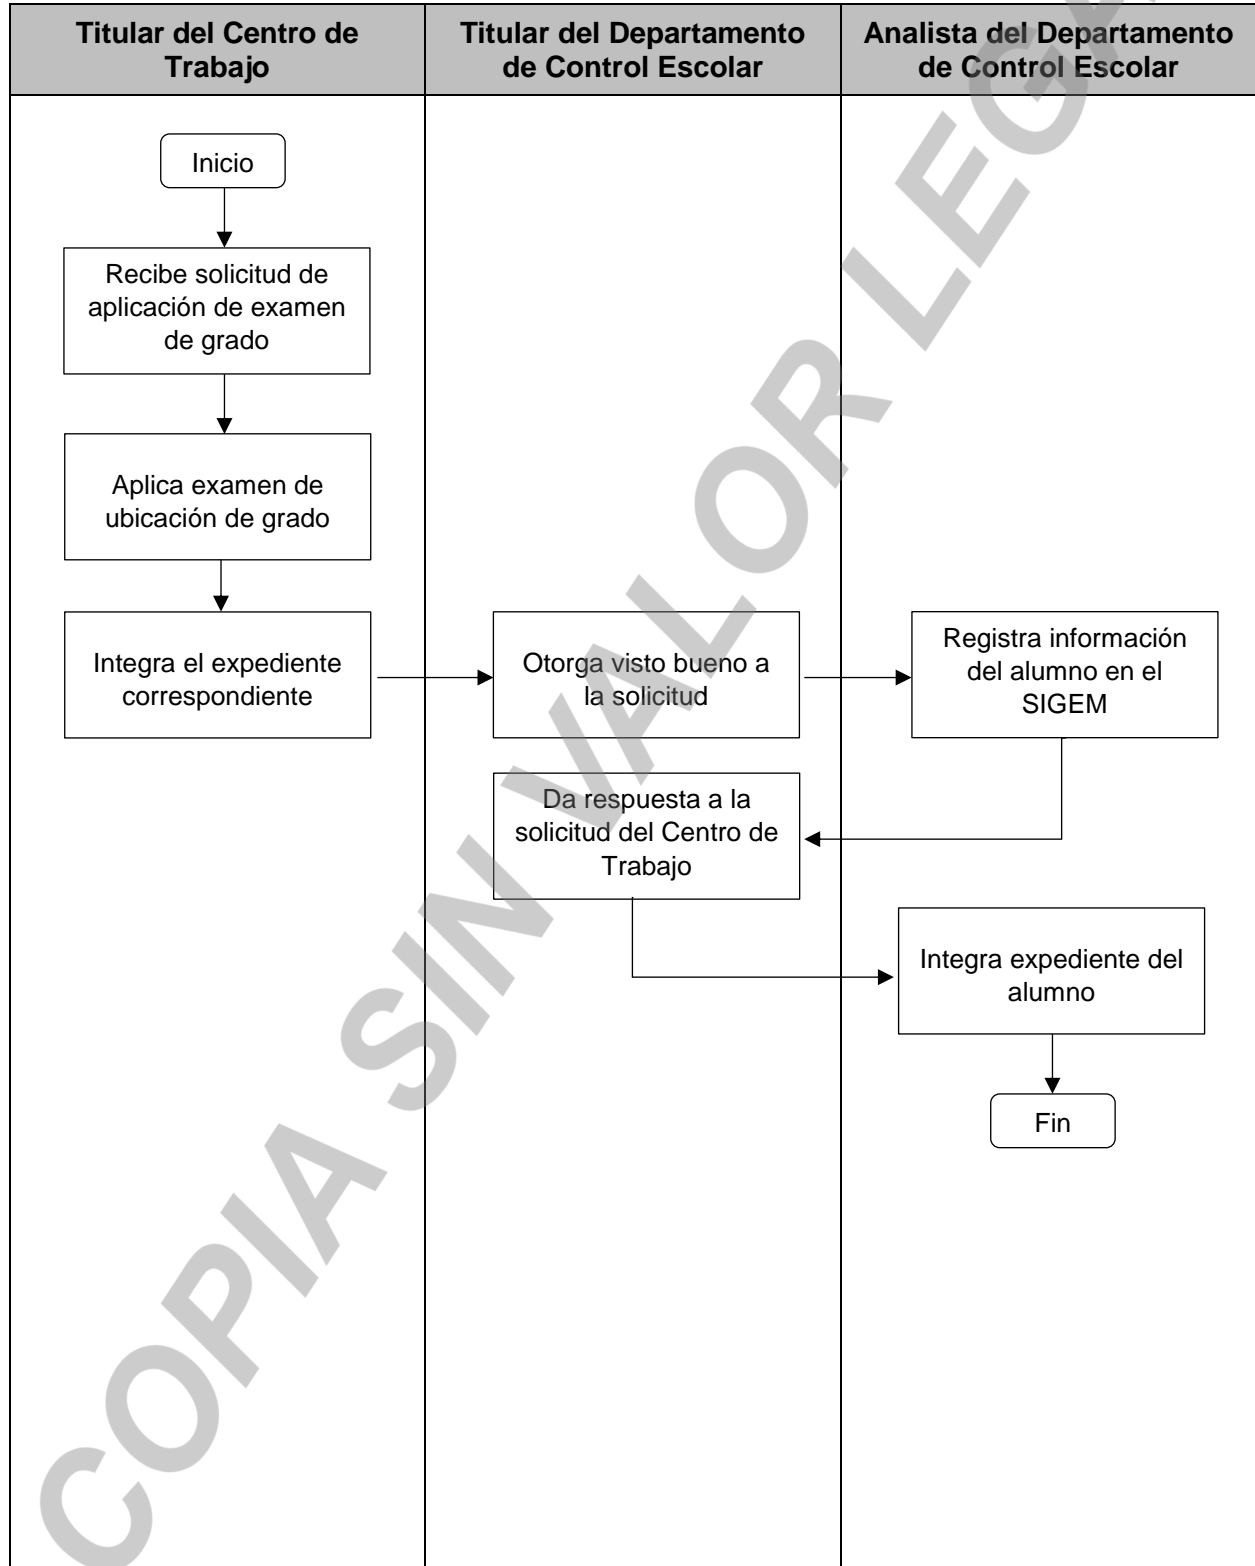 Titular del Centro de
Trabajo
Titular del Departamento
de Control Escolar
Analista del Departamento
de Control Escolar
Inicio
Recibe solicitud de
aplicación de examen
de grado
Aplica examen de
ubicación de grado
Integra el expediente
correspondiente
Otorga visto bueno a
la solicitud
Registra información
del alumno en el
SIGEM
Da respuesta a la
solicitud del Centro de
Trabajo
Integra expediente del
alumno
Fin
COPIA SIN VALOR LEGA